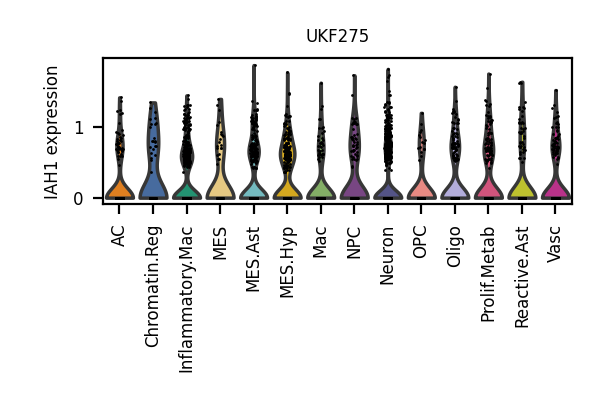 UKF275
IAH1 expression
1
0
AC
Chromatin.Reg
Inflammatory.Mac
MES
MES.Ast
MES.Hyp
Mac
NPC
Neuron
OPC
Oligo
Prolif.Metab
Reactive.Ast
Vasc